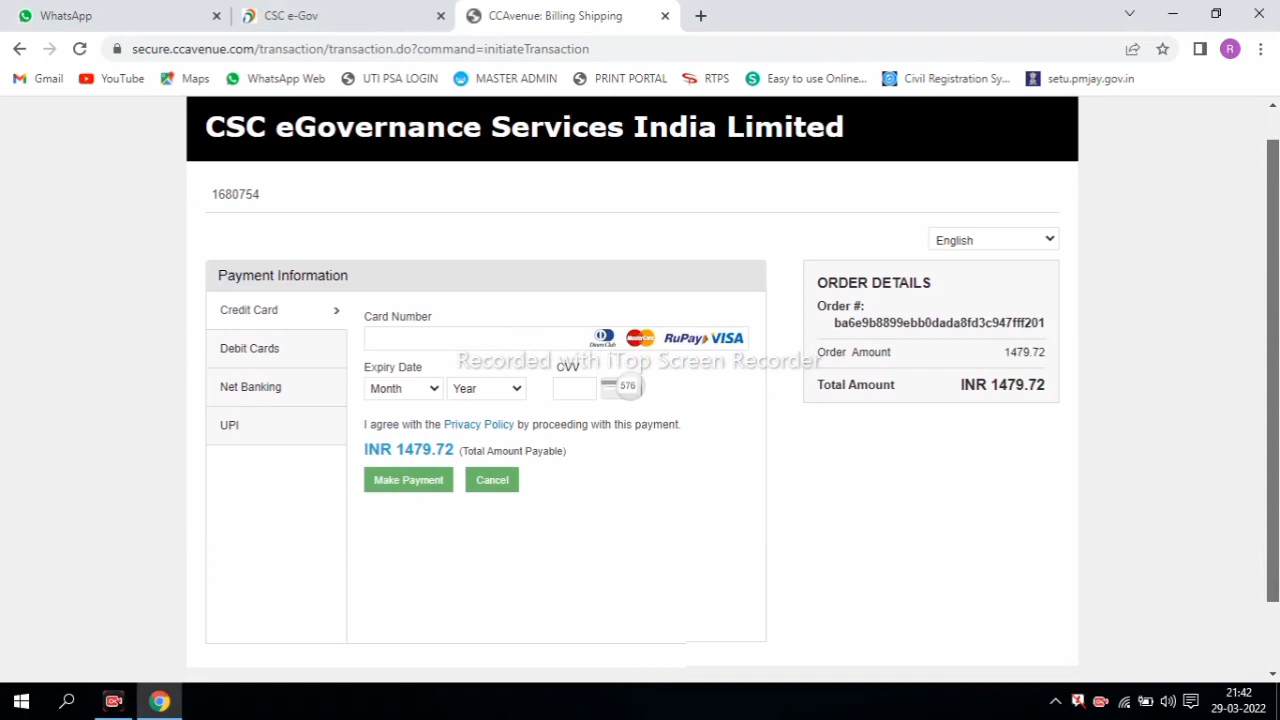 WhatsApp
CSC e-Gov
CCAvenue: Billing Shipping
secure.ccavenue.com/transaction/transaction.do?command=initiateTransaction
R
Gmail
YouTube
Maps
WhatsApp Web
UTI PSA LOGIN
MASTER ADMIN
PRINT PORTAL
RTPS
Easy to use Online...
Civil Registration Sy...
setu.pmjay.gov.in
CSC eGovernance Services India Limited
1680754
English
Payment Information
Credit Card
Debit Cards
Net Banking
UPI
Card Number
Diners Club
MasterCard
RuPay
VISA
Expiry Date
CVV
Month
Year
576
I agree with the Privacy Policy by proceeding with this payment.
INR 1479.72 (Total Amount Payable)
Make Payment
Cancel
ORDER DETAILS
Order #:
ba6e9b8899ebb0dada8fd3c947fff201
Order Amount 1479.72
Total Amount INR 1479.72
Recorded with iTop Screen Recorder
21:42
29-03-2022